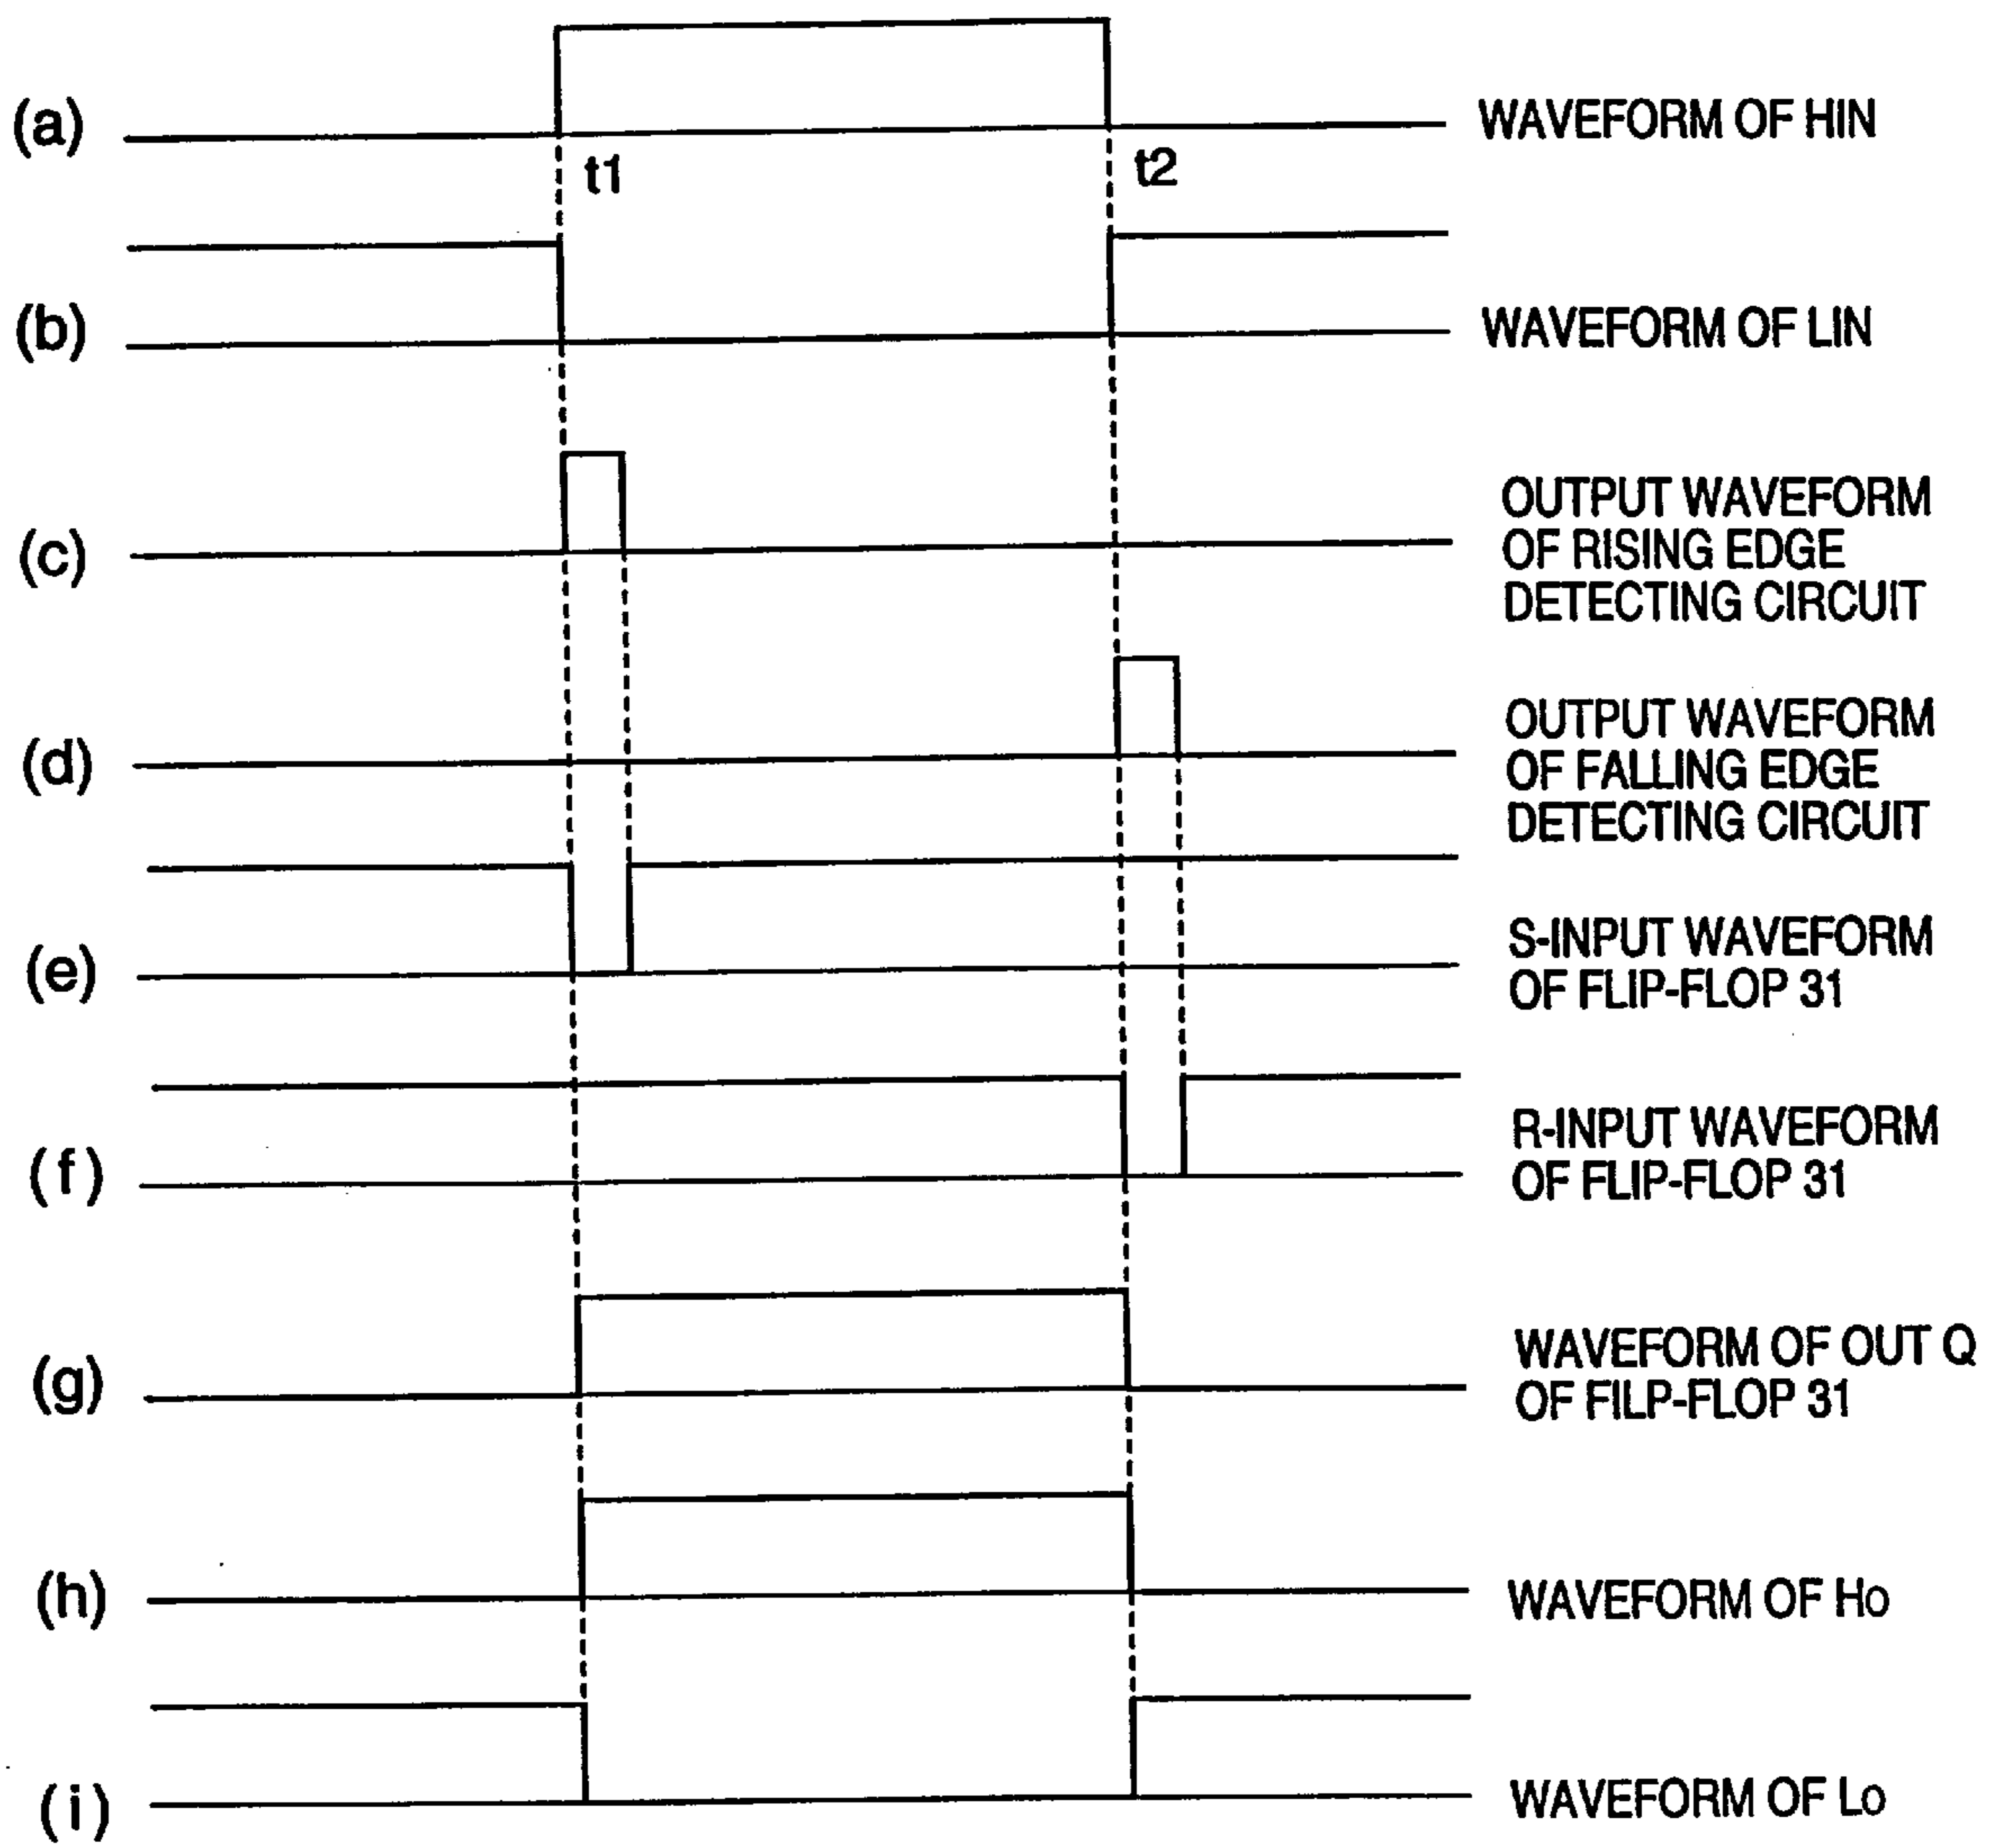 (a)
WAVEFORM OF HIN
t1
t2
(b)
WAVEFORM OF LIN
(c)
OUTPUT WAVEFORM
OF RISING EDGE
DETECTING CIRCUIT
(d)
OUTPUT WAVEFORM
OF FALLING EDGE
DETECTING CIRCUIT
(e)
S-INPUT WAVEFORM
OF FLIP-FLOP 31
(f)
R-INPUT WAVEFORM
OF FLIP-FLOP 31
(g)
WAVEFORM OF OUT Q
OF FILP-FLOP 31
(h)
WAVEFORM OF Ho
(i)
WAVEFORM OF Lo